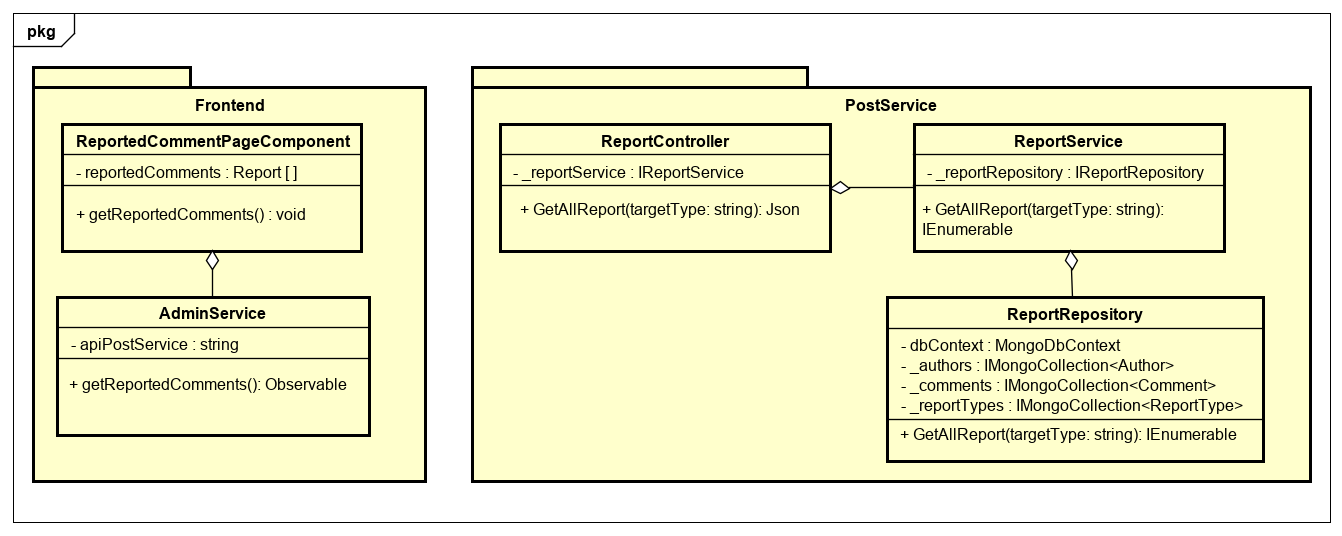 pkg
Frontend
ReportedCommentPageComponent
- reportedComments : Report [ ]
+ getReportedComments() : void
AdminService
- apiPostService : string
+ getReportedComments(): Observable
PostService
ReportController
- _reportService : IReportService
+ GetAllReport(targetType: string): Json
ReportService
- _reportRepository : IReportRepository
+ GetAllReport(targetType: string):
IEnumerable
ReportRepository
- dbContext : MongoDbContext
- _authors : IMongoCollection<Author>
- _comments : IMongoCollection<Comment>
- _reportTypes : IMongoCollection<ReportType>
+ GetAllReport(targetType: string): IEnumerable